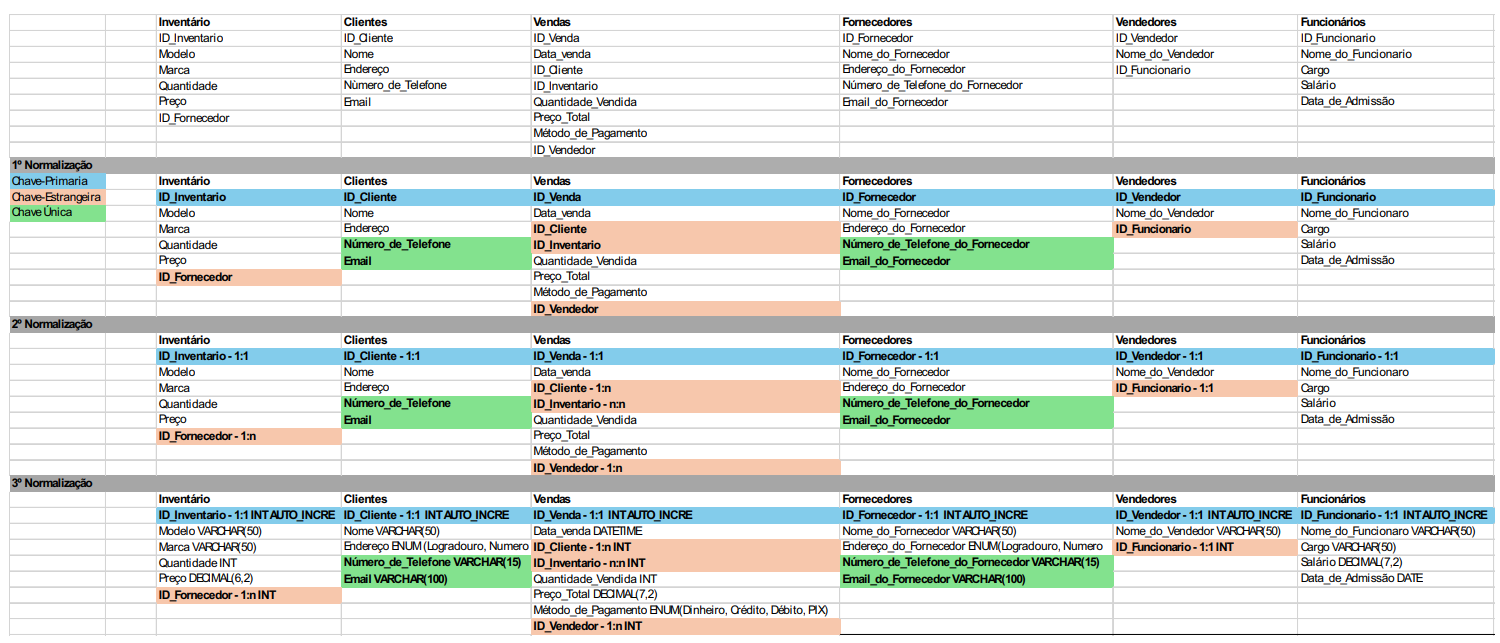 Inventário Clientes Vendas Fornecedores Vendedores Funcionários
ID_Inventario ID_Cliente ID_Venda ID_Fornecedor ID_Vendedor ID_Funcionario
Modelo Nome Data_venda Nome_do_Fornecedor Nome_do_Vendedor Nome_do_Funcionario
Marca Endereço ID_Cliente Endereço_do_Fornecedor ID_Funcionario Cargo
Quantidade Nùmero_de_Telefone ID_Inventario Número_de_Telefone_do_Fornecedor Salário
Preço Email Quantidade_Vendida Email_do_Fornecedor Data_de_Admissão
ID_Fornecedor Preço_Total
Método_de_Pagamento
ID_Vendedor
1º Normalização
Chave-Primaria Inventário Clientes Vendas Fornecedores Vendedores Funcionários
Chave-Estrangeira ID_Inventario ID_Cliente ID_Venda ID_Fornecedor ID_Vendedor ID_Funcionario
Chave Única Modelo Nome Data_venda Nome_do_Fornecedor Nome_do_Vendedor Nome_do_Funcionaro
Marca Endereço ID_Cliente Endereço_do_Fornecedor ID_Funcionario Cargo
Quantidade Número_de_Telefone ID_Inventario Número_de_Telefone_do_Fornecedor Salário
Preço Email Quantidade_Vendida Email_do_Fornecedor Data_de_Admissão
ID_Fornecedor Preço_Total
Método_de_Pagamento
ID_Vendedor
2º Normalização
Inventário Clientes Vendas Fornecedores Vendedores Funcionários
ID_Inventario - 1:1 ID_Cliente - 1:1 ID_Venda - 1:1 ID_Fornecedor - 1:1 ID_Vendedor - 1:1 ID_Funcionario - 1:1
Modelo Nome Data_venda Nome_do_Fornecedor Nome_do_Vendedor Nome_do_Funcionaro
Marca Endereço ID_Cliente - 1:n Endereço_do_Fornecedor ID_Funcionario - 1:1 Cargo
Quantidade Número_de_Telefone ID_Inventario - n:n Número_de_Telefone_do_Fornecedor Salário
Preço Email Quantidade_Vendida Email_do_Fornecedor Data_de_Admissão
ID_Fornecedor - 1:n Preço_Total
Método_de_Pagamento
ID_Vendedor - 1:n
3º Normalização
Inventário Clientes Vendas Fornecedores Vendedores Funcionários
ID_Inventario - 1:1 INT AUTO_INCRE ID_Cliente - 1:1 INT AUTO_INCRE ID_Venda - 1:1 INT AUTO_INCRE ID_Fornecedor - 1:1 INT AUTO_INCRE ID_Vendedor - 1:1 INT AUTO_INCRE ID_Funcionario - 1:1 INT AUTO_INCRE
Modelo VARCHAR(50) Nome VARCHAR(50) Data_venda DATETIME Nome_do_Fornecedor VARCHAR(50) Nome_do_Vendedor VARCHAR(50) Nome_do_Funcionaro VARCHAR(50)
Marca VARCHAR(50) Endereço ENUM (Logradouro, Numero ID_Cliente - 1:n INT Endereço_do_Fornecedor ENUM(Logradouro, Numero ID_Funcionario - 1:1 INT Cargo VARCHAR(50)
Quantidade INT Número_de_Telefone VARCHAR(15) ID_Inventario - n:n INT Número_de_Telefone_do_Fornecedor VARCHAR(15) Salário DECIMAL(7,2)
Preço DECIMAL(6,2) Email VARCHAR(100) Quantidade_Vendida INT Email_do_Fornecedor VARCHAR(100) Data_de_Admissão DATE
ID_Fornecedor - 1:n INT Preço_Total DECIMAL(7,2)
Método_de_Pagamento ENUM(Dinheiro, Crédito, Débito, PIX)
ID_Vendedor - 1:n INT